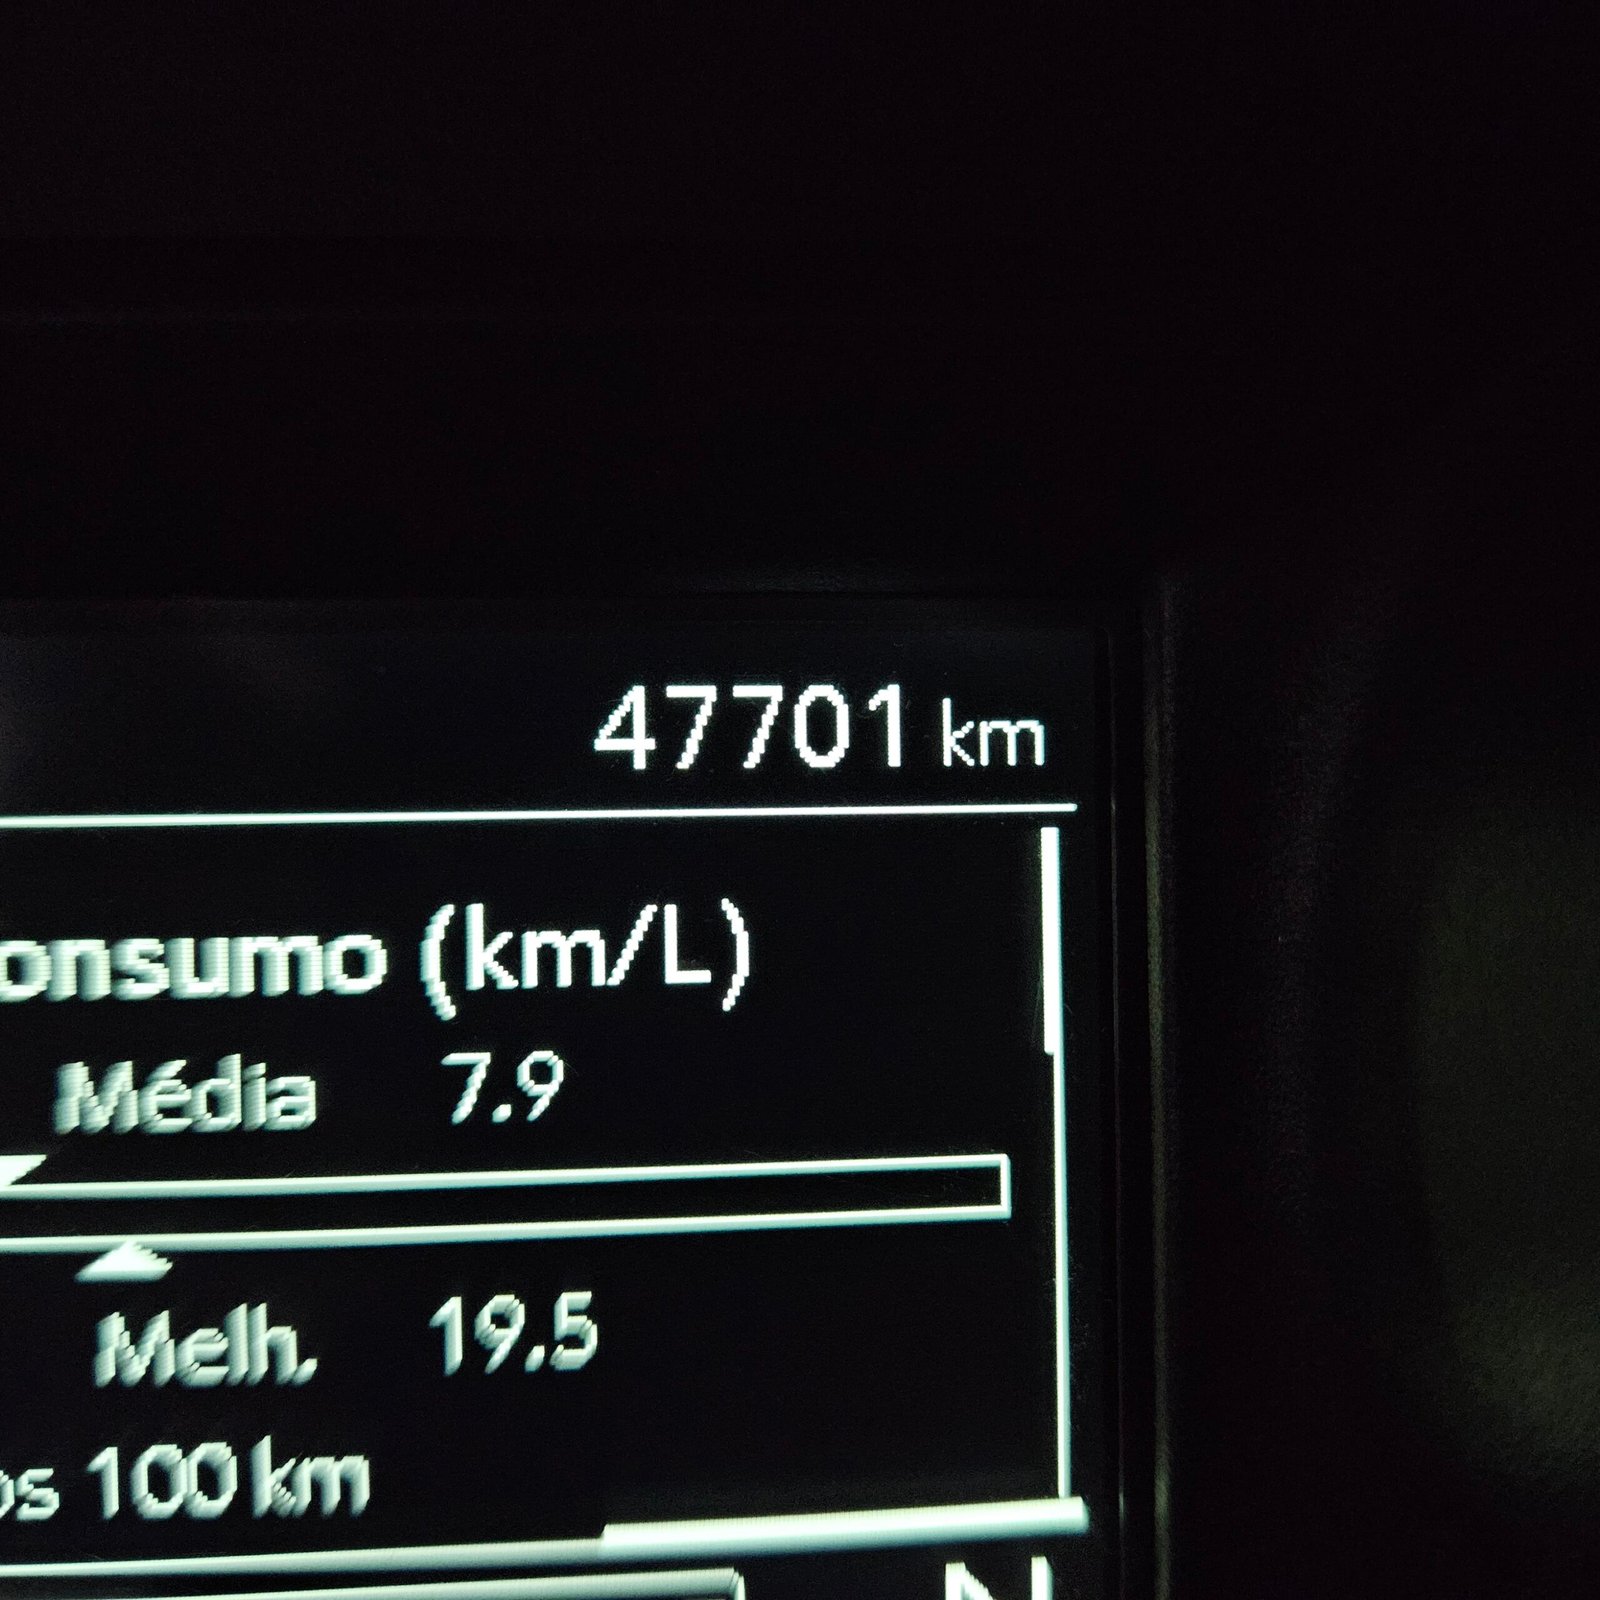 47701 km
onsumo (km/L)
Média 7.9
Melh. 19.5
os 100 km
N